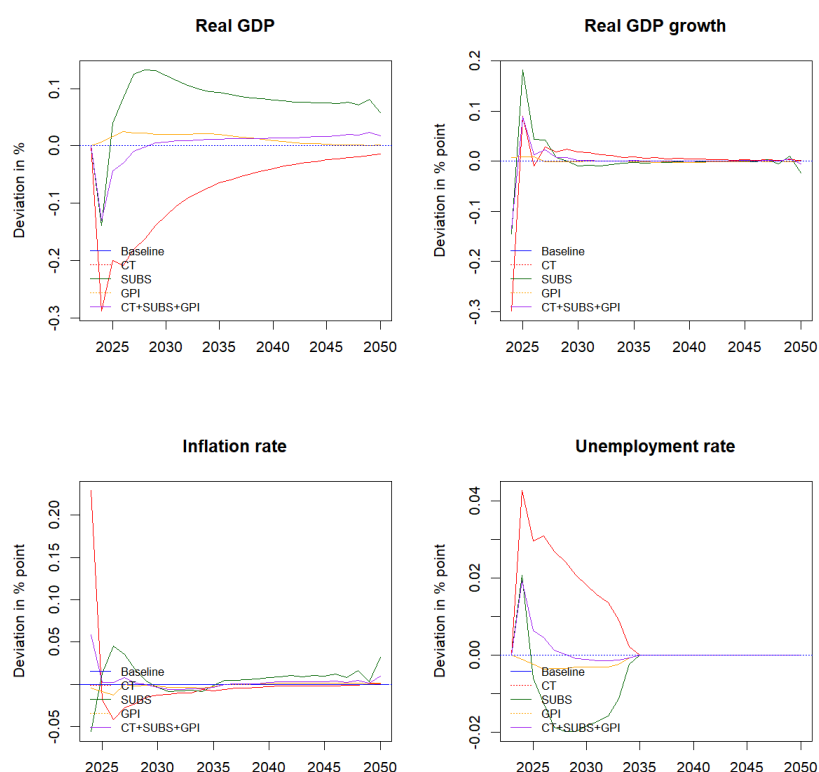 Real GDP
Deviation in %
0.1
0.0
-0.1
-0.2
-0.3
Baseline
CT
SUBS
GPI
CT+SUBS+GPI
2025 2030 2035 2040 2045 2050
Real GDP growth
Deviation in % point
0.2
0.1
0.0
-0.1
-0.2
-0.3
Baseline
CT
SUBS
GPI
CT+SUBS+GPI
2025 2030 2035 2040 2045 2050
Inflation rate
Deviation in % point
0.20
0.15
0.10
0.05
-0.05
Baseline
CT
SUBS
GPI
CT+SUBS+GPI
2025 2030 2035 2040 2045 2050
Unemployment rate
Deviation in % point
0.04
0.02
0.00
-0.02
Baseline
CT
SUBS
GPI
CT+SUBS+GPI
2025 2030 2035 2040 2045 2050